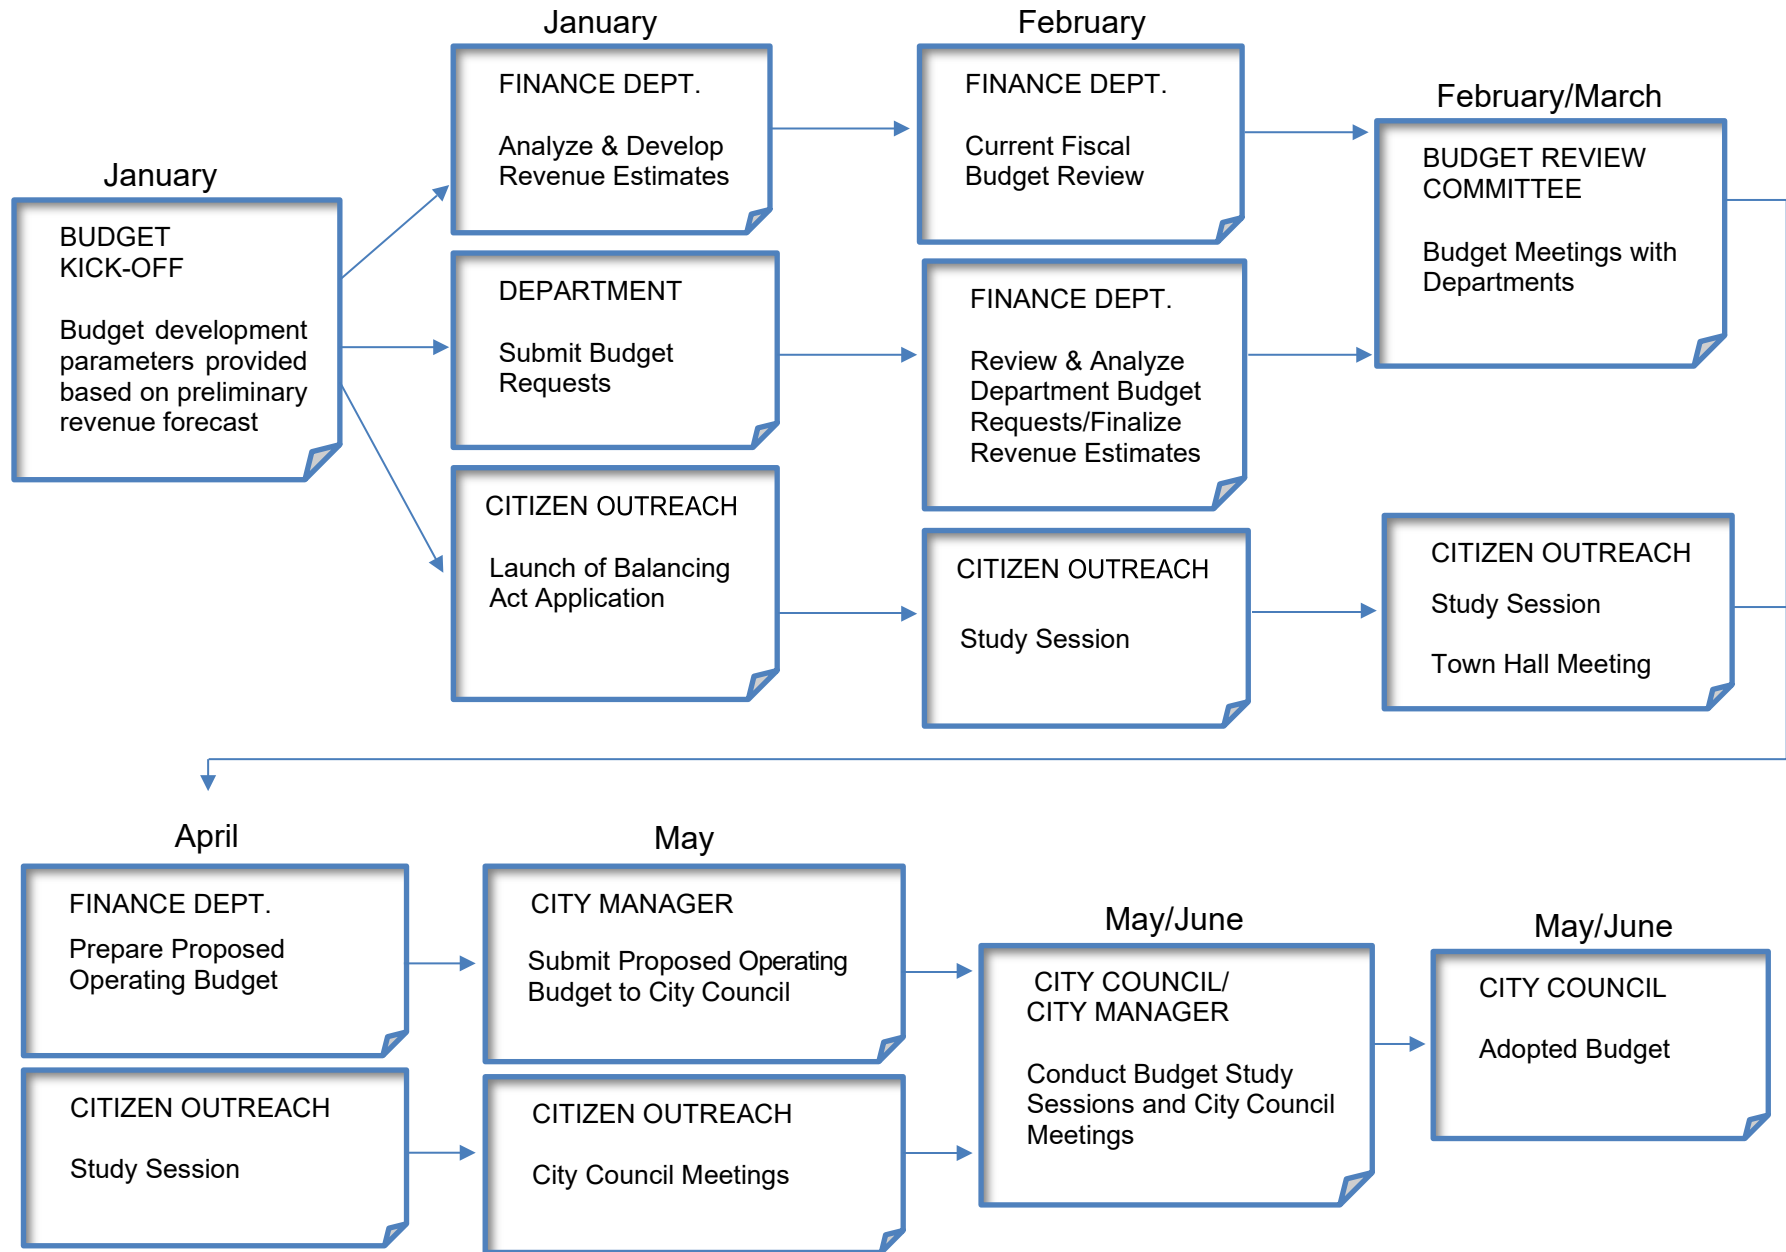 January
BUDGET
KICK-OFF
Budget development
parameters provided
based on preliminary
revenue forecast
January
FINANCE DEPT.
Analyze & Develop
Revenue Estimates
DEPARTMENT
Submit Budget
Requests
CITIZEN OUTREACH
Launch of Balancing
Act Application
February
FINANCE DEPT.
Current Fiscal
Budget Review
FINANCE DEPT.
Review & Analyze
Department Budget
Requests/Finalize
Revenue Estimates
CITIZEN OUTREACH
Study Session
February/March
BUDGET REVIEW
COMMITTEE
Budget Meetings with
Departments
CITIZEN OUTREACH
Study Session
Town Hall Meeting
April
FINANCE DEPT.
Prepare Proposed
Operating Budget
CITIZEN OUTREACH
Study Session
May
CITY MANAGER
Submit Proposed Operating
Budget to City Council
CITIZEN OUTREACH
City Council Meetings
May/June
CITY COUNCIL/
CITY MANAGER
Conduct Budget Study
Sessions and City Council
Meetings
May/June
CITY COUNCIL
Adopted Budget